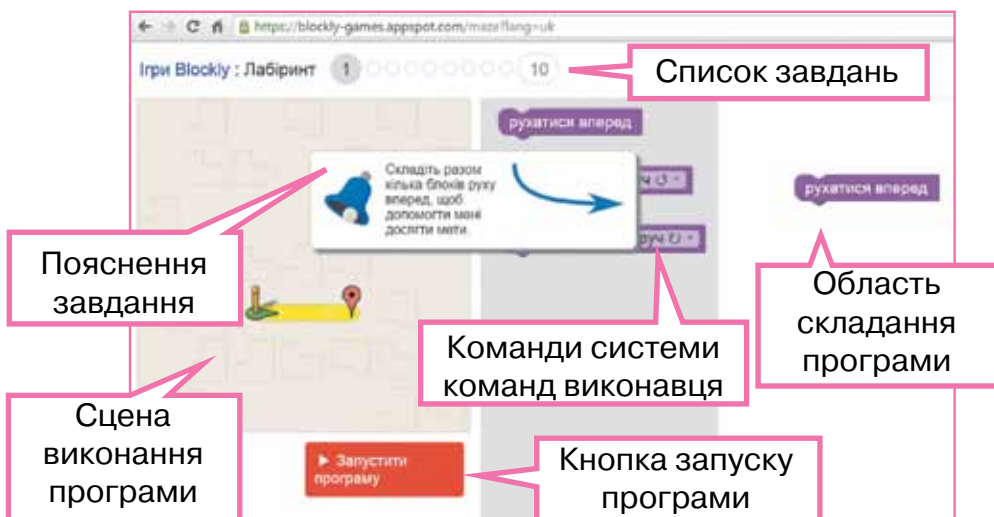 https://blockly-games.appspot.com/maze?lang=uk
Ігри Blockly : Лабіринт 1 10
Список завдань
рухатися вперед
Складіть разом
кілька блоків руху
вперед, щоб
допомогти мені
досягти мети.
рухатися вперед
Пояснення
завдання
Область
складання
програми
Команди системи
команд виконавця
Сцена
виконання
програми
Запустити
програму
Кнопка запуску
програми